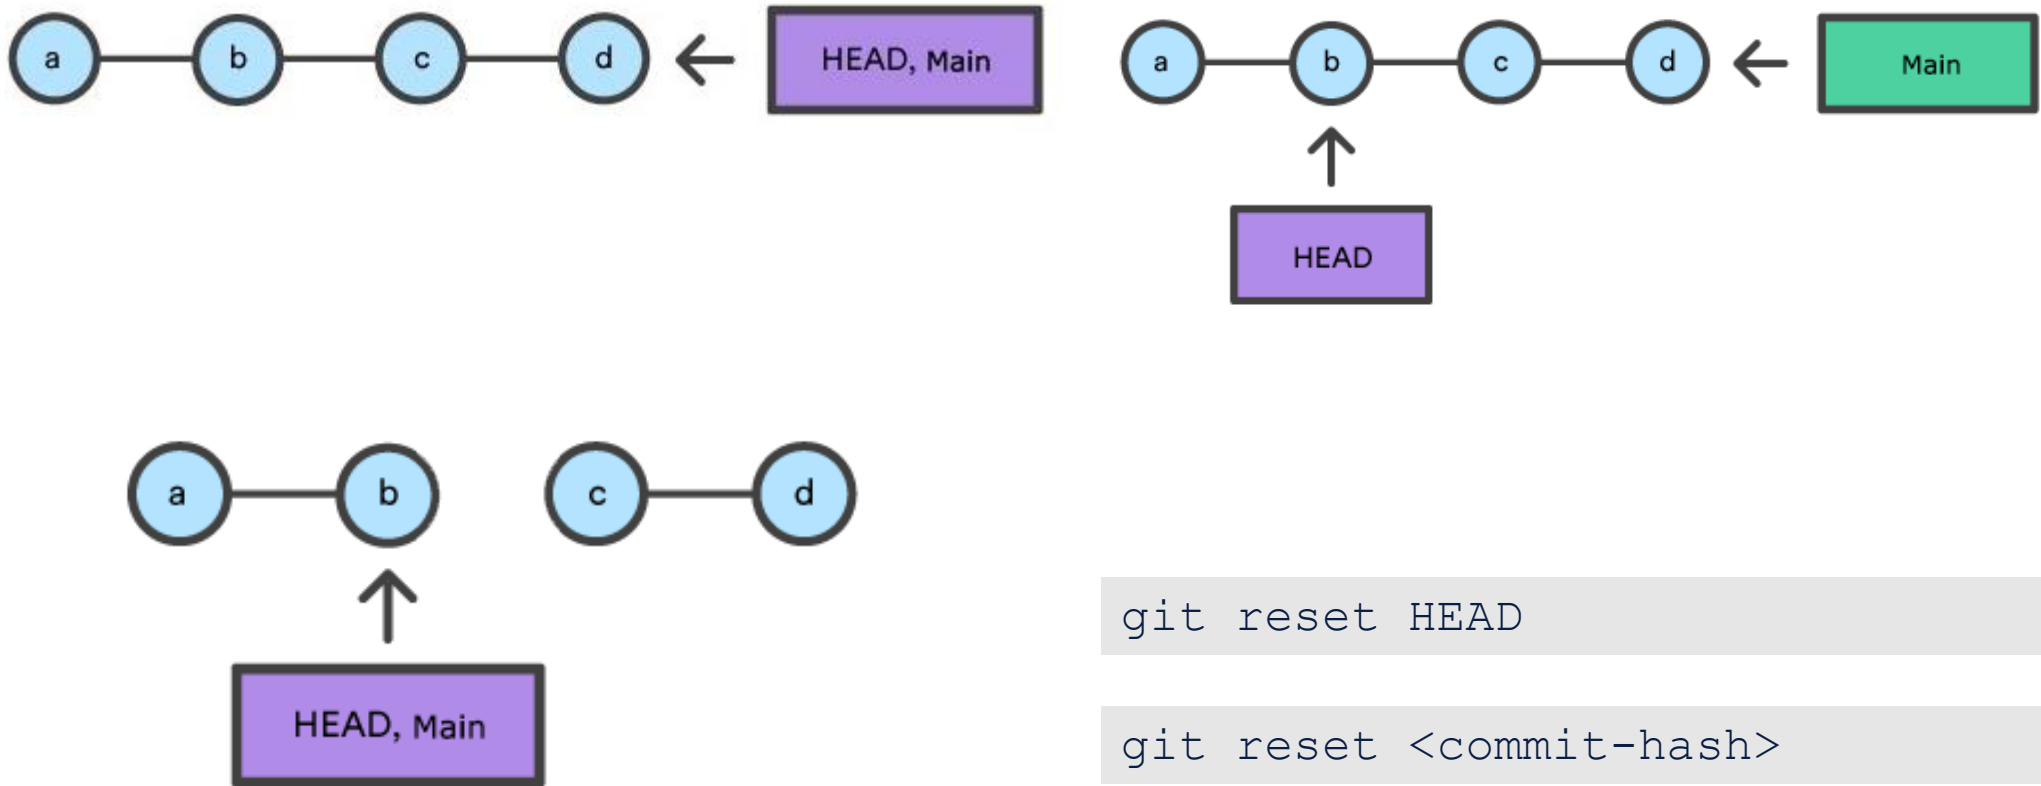 a b c d HEAD, Main
a b c d Main
HEAD
a b c d
HEAD, Main
git reset HEAD
git reset <commit-hash>